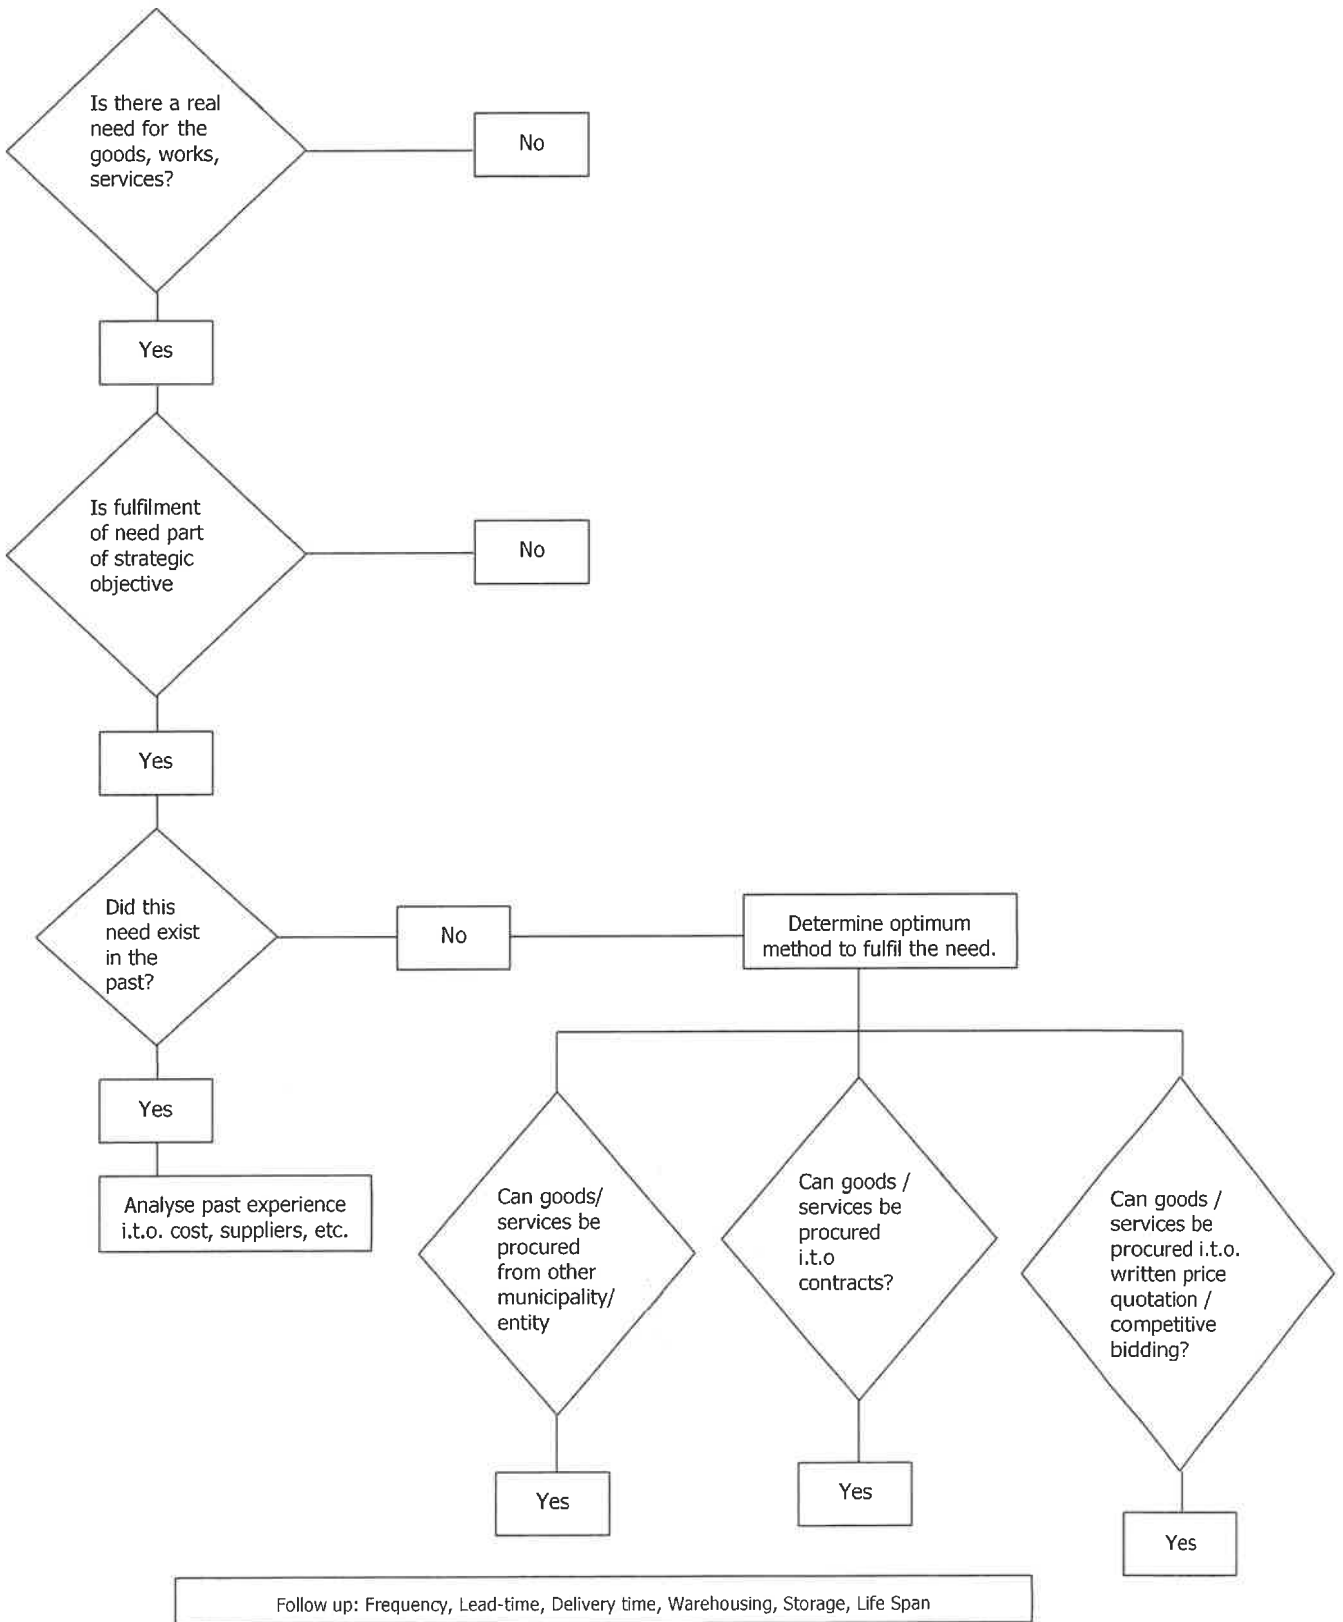 Is there a real
need for the
goods, works,
services?
No
Yes
Is fulfilment
of need part
of strategic
objective
No
Yes
Did this
need exist
in the
past?
No
Determine optimum
method to fulfil the need.
Yes
Analyse past experience
i.t.o. cost, suppliers, etc.
Can goods/
services be
procured
from other
municipality/
entity
Can goods /
services be
procured
i.t.o
contracts?
Can goods /
services be
procured i.t.o.
written price
quotation /
competitive
bidding?
Yes
Yes
Yes
Follow up: Frequency, Lead-time, Delivery time, Warehousing, Storage, Life Span